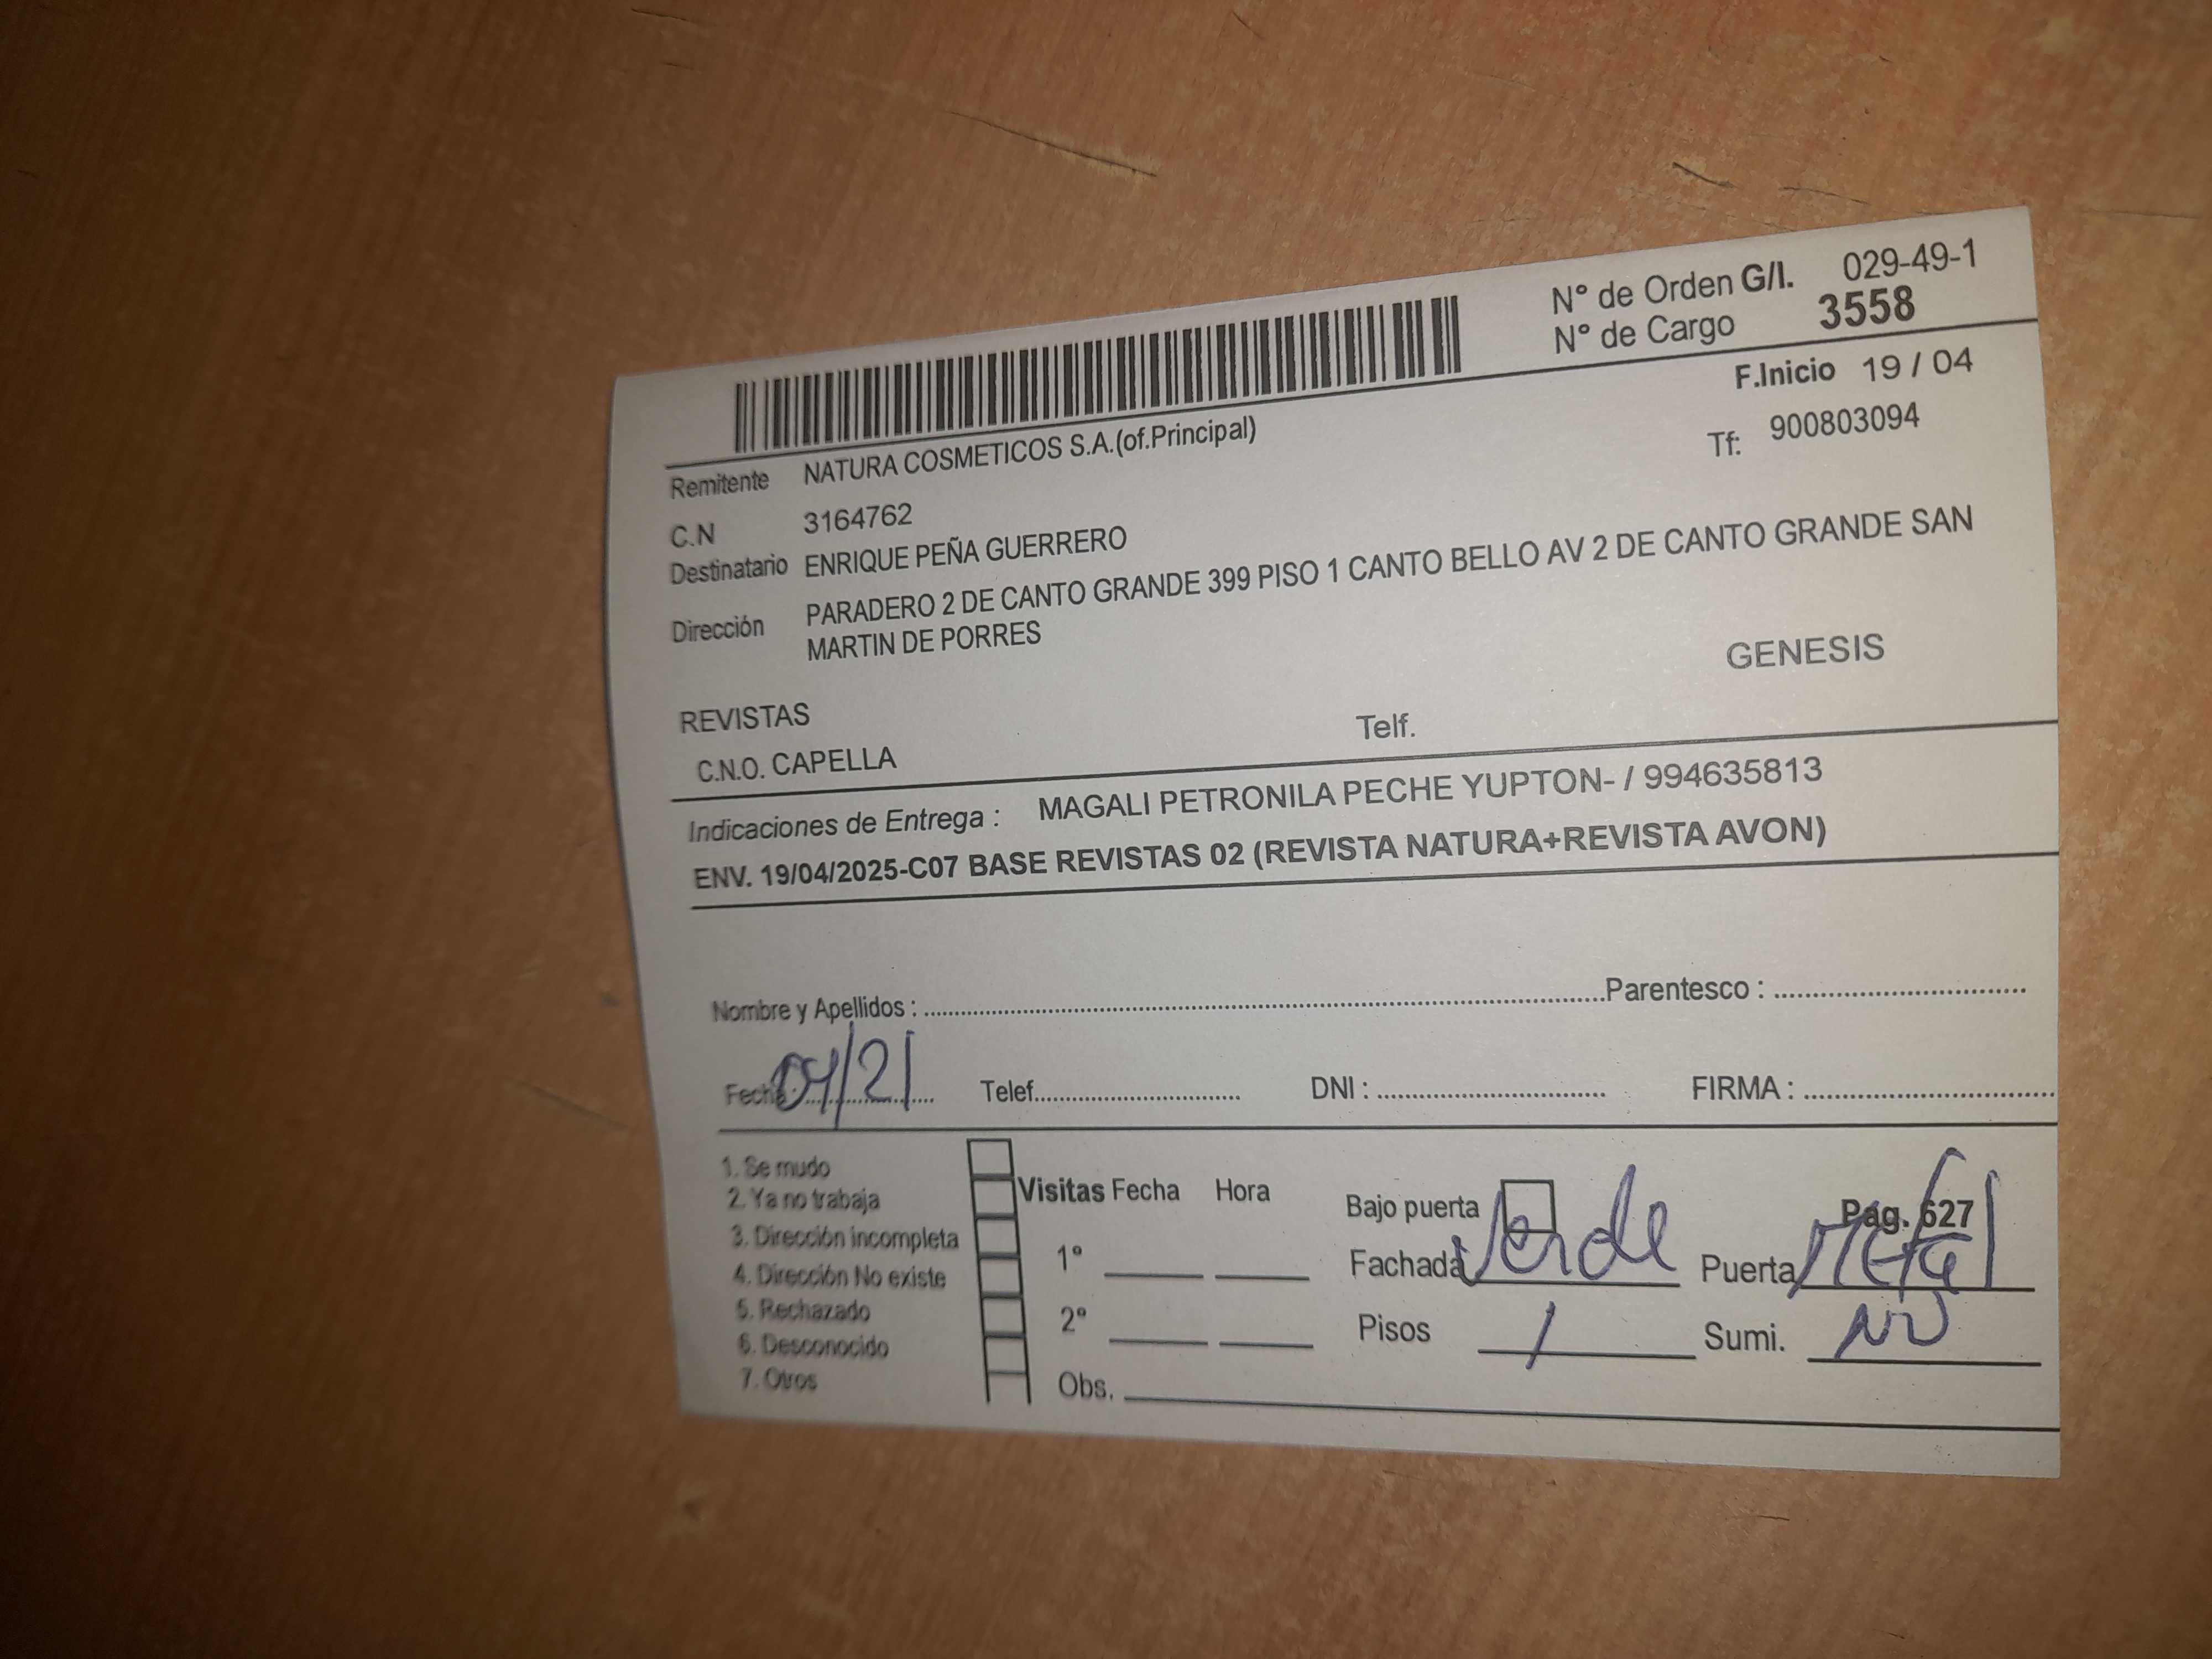 N° de Orden G/I. 029-49-1
N° de Cargo 3558
F.Inicio 19 / 04
Remitente NATURA COSMETICOS S.A.(of.Principal) Tf: 900803094
C.N 3164762
Destinatario ENRIQUE PEÑA GUERRERO
Dirección PARADERO 2 DE CANTO GRANDE 399 PISO 1 CANTO BELLO AV 2 DE CANTO GRANDE SAN
MARTIN DE PORRES
GENESIS
REVISTAS
C.N.O. CAPELLA Telf.
Indicaciones de Entrega : MAGALI PETRONILA PECHE YUPTON- / 994635813
ENV. 19/04/2025-C07 BASE REVISTAS 02 (REVISTA NATURA+REVISTA AVON)
Nombre y Apellidos : Parentesco :
Fecha : 04/21 Telef. DNI : FIRMA :
1. Se mudo
2. Ya no trabaja
3. Dirección incompleta
4. Dirección No existe
5. Rechazado
6. Desconocido
7. Otros
Visitas Fecha Hora
1°
2°
Obs.
Bajo puerta Pag. 627
Fachada Verde Puerta Metal
Pisos 1 Sumi. NO